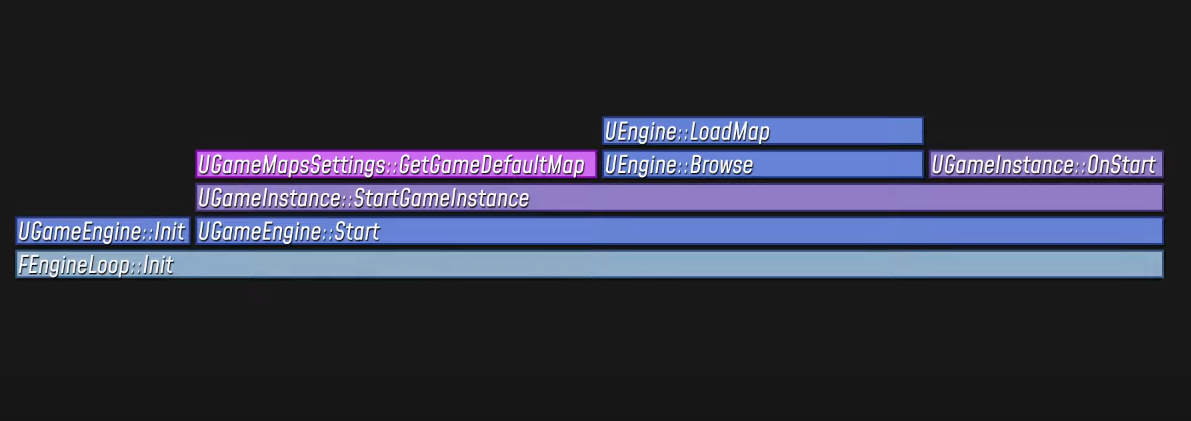 UEngine::LoadMap
UGameMapsSettings::GetGameDefaultMap UEngine::Browse UGameInstance::OnStart
UGameInstance::StartGameInstance
UGameEngine::Init UGameEngine::Start
FEngineLoop::Init